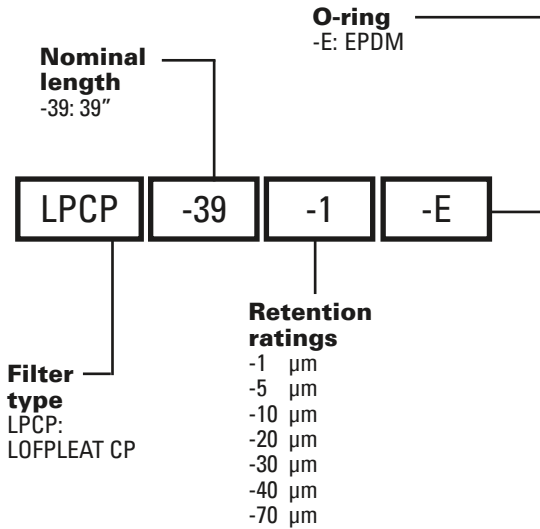 O-ring
-E: EPDM
Nominal
length
-39: 39″
LPCP -39 -1 -E
Retention
ratings
-1 µm
-5 µm
-10 µm
-20 µm
-30 µm
-40 µm
-70 µm
Filter
type
LPCP:
LOFPLEAT CP